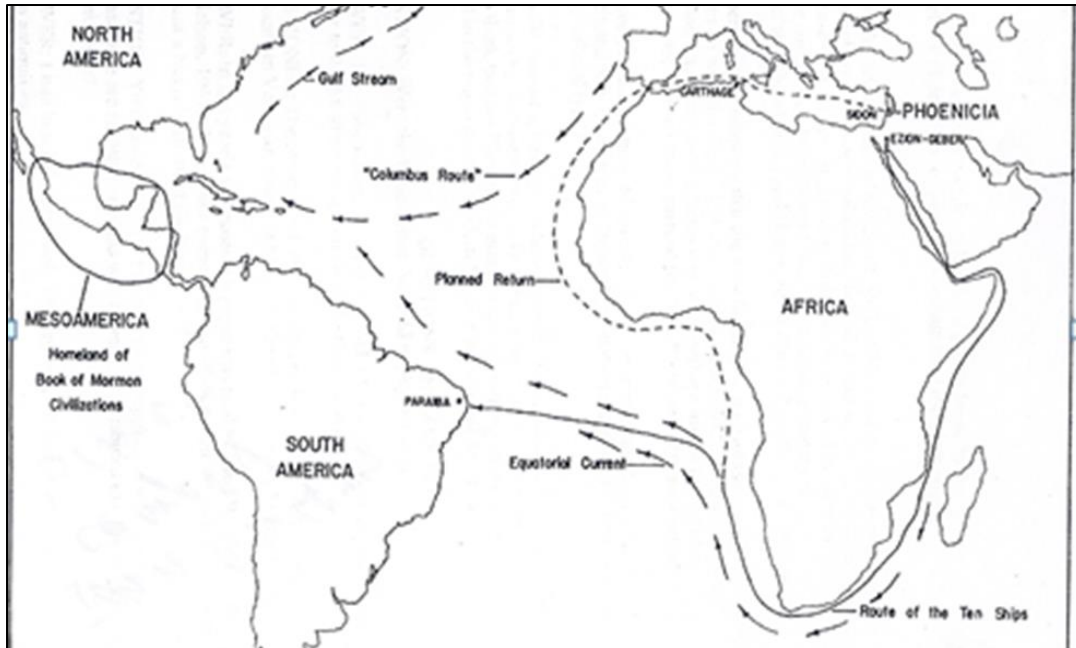 NORTH
AMERICA
Gulf Stream
CARTHAGE
SIDON
PHOENICIA
EZION-GEBER
"Columbus Route"
Planned Return
AFRICA
MESOAMERICA
Homeland of
Book of Mormon
Civilizations
PARAIBA
SOUTH
AMERICA
Equatorial Current
Route of the Ten Ships